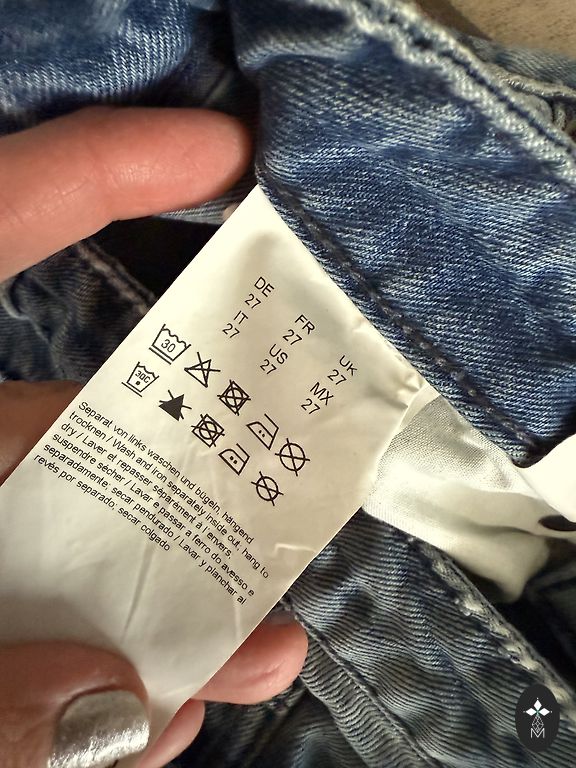 DE FR UK
27 27 27
IT US MX
27 27 27
30
30C
Separat von links waschen und bügeln, hängend
trocknen / Wash and iron separately inside out, hang to
dry / Laver et repasser séparément à l'envers,
suspendre sécher / Lavar e passar a ferro do avesso e
separadamente; secar pendurado / Lavar y planchar al
revés por separado; secar colgado
M